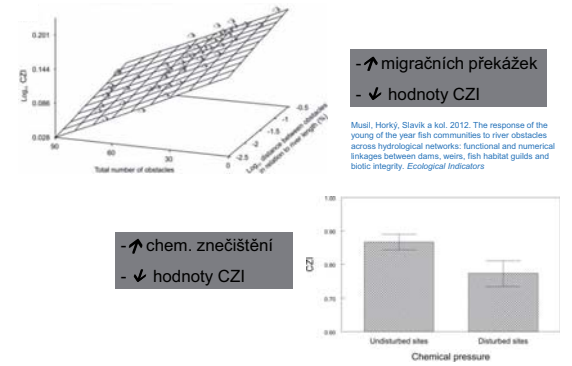 0.201
0.144
0.086
0.028
Log₁₀ CZI
90
60
30
0
Total number of obstacles
-0.5
-1
-1.5
-2
-2.5
Log₁₀ distance between obstacles
in relation to river length (%)
- ↑ migračních překážek
- ↓ hodnoty CZI
Musil, Horký, Slavík a kol. 2012. The response of the
young of the year fish communities to river obstacles
across hydrological networks: functional and numerical
linkages between dams, weirs, fish habitat guilds and
biotic integrity. Ecological Indicators
- ↑ chem. znečištění
- ↓ hodnoty CZI
1.00
0.90
0.80
0.70
0.60
CZI
Undisturbed sites
Disturbed sites
Chemical pressure